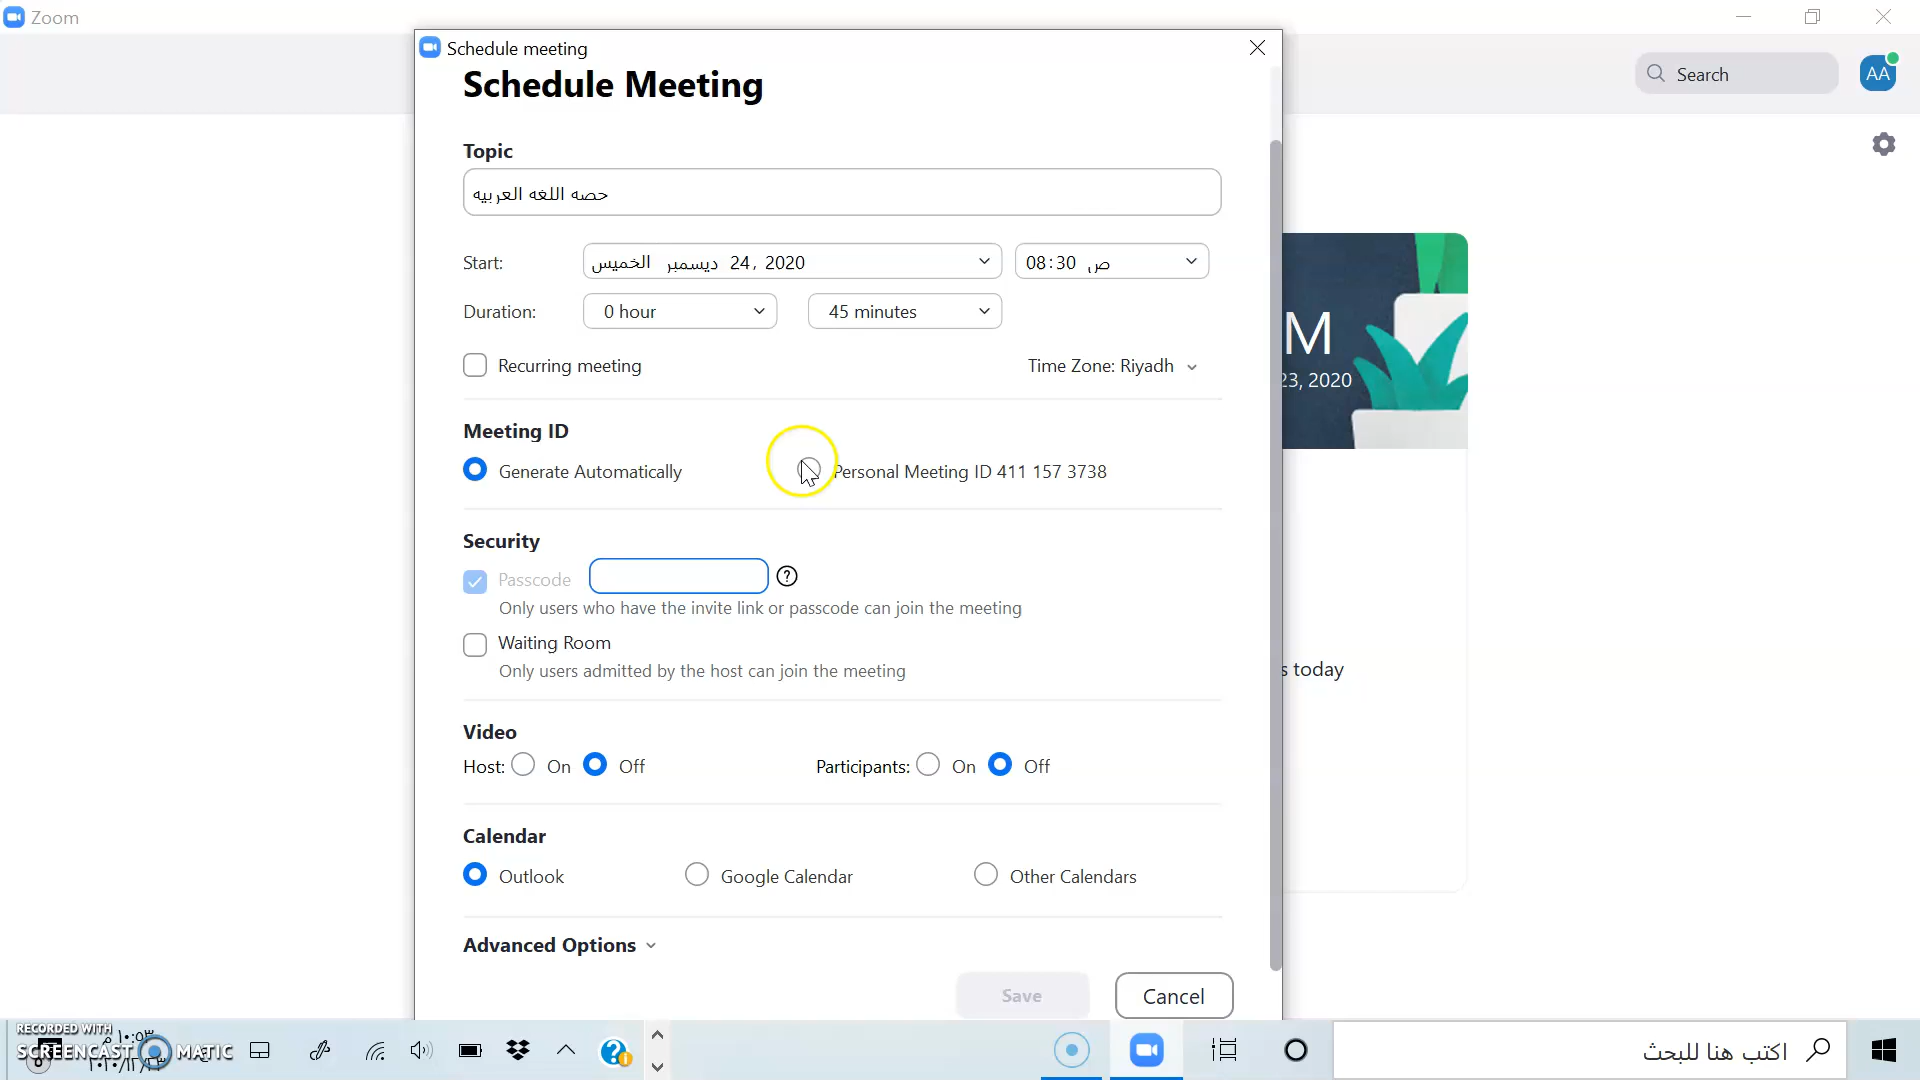 Zoom
Schedule meeting
Schedule Meeting
Search
AA
Topic
حصه اللغه العربيه
Start:
الخميس ديسمبر 24، 2020
08:30 ص
Duration:
0 hour
45 minutes
M
Recurring meeting
Time Zone: Riyadh
23, 2020
Meeting ID
Generate Automatically
Personal Meeting ID 411 157 3738
Security
Passcode
Only users who have the invite link or passcode can join the meeting
Waiting Room
Only users admitted by the host can join the meeting
s today
Video
Host:
On
Off
Participants:
On
Off
Calendar
Outlook
Google Calendar
Other Calendars
Advanced Options
Save
Cancel
RECORDED WITH
SCREENCAST MATIC
اكتب هنا للبحث